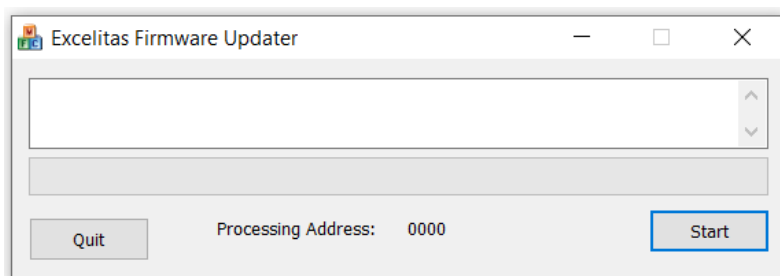 Excelitas Firmware Updater
Quit Processing Address: 0000 Start